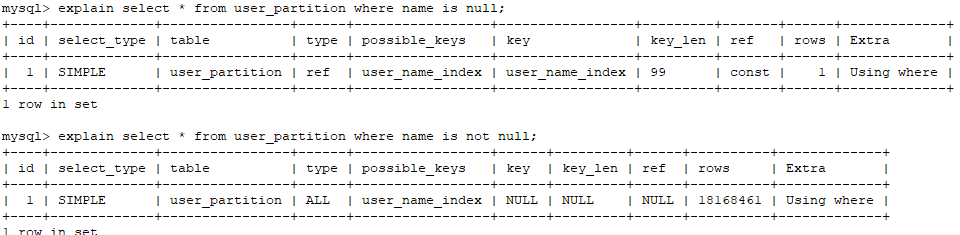 mysql> explain select * from user_partition where name is null;
+----+-------------+----------------+------+-----------------+-----------------+---------+-------+------+-------------+
| id | select_type | table          | type | possible_keys   | key             | key_len | ref   | rows | Extra       |
+----+-------------+----------------+------+-----------------+-----------------+---------+-------+------+-------------+
|  1 | SIMPLE      | user_partition | ref  | user_name_index | user_name_index | 99      | const |    1 | Using where |
+----+-------------+----------------+------+-----------------+-----------------+---------+-------+------+-------------+
1 row in set
mysql> explain select * from user_partition where name is not null;
+----+-------------+----------------+------+-----------------+------+---------+------+----------+-------------+
| id | select_type | table          | type | possible_keys   | key  | key_len | ref  | rows     | Extra       |
+----+-------------+----------------+------+-----------------+------+---------+------+----------+-------------+
|  1 | SIMPLE      | user_partition | ALL  | user_name_index | NULL | NULL    | NULL | 18168461 | Using where |
+----+-------------+----------------+------+-----------------+------+---------+------+----------+-------------+
1 row in set